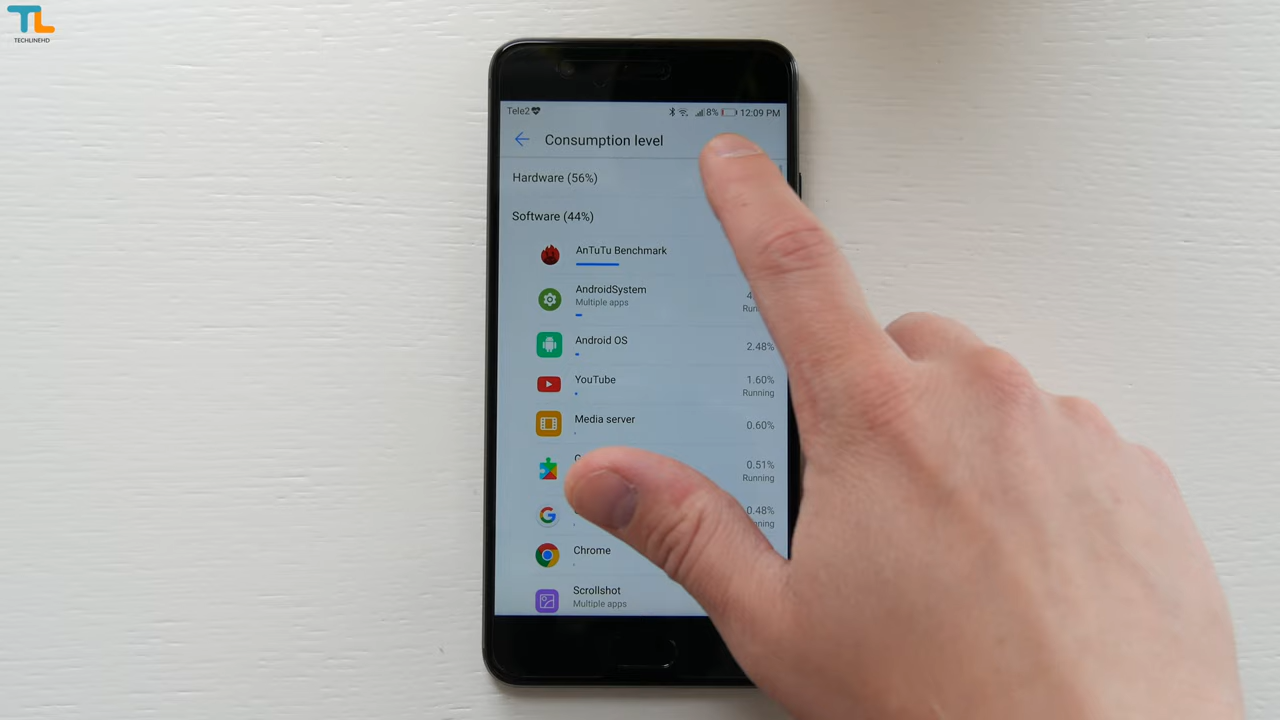 TL
TECHLINEHD
Tele2 8% 12:09 PM
Consumption level
Hardware (56%)
Software (44%)
AnTuTu Benchmark
AndroidSystem
Multiple apps
Android OS
2.48%
YouTube
1.60%
Running
Media server
0.60%
0.51%
Running
0.48%
Chrome
Scrollshot
Multiple apps